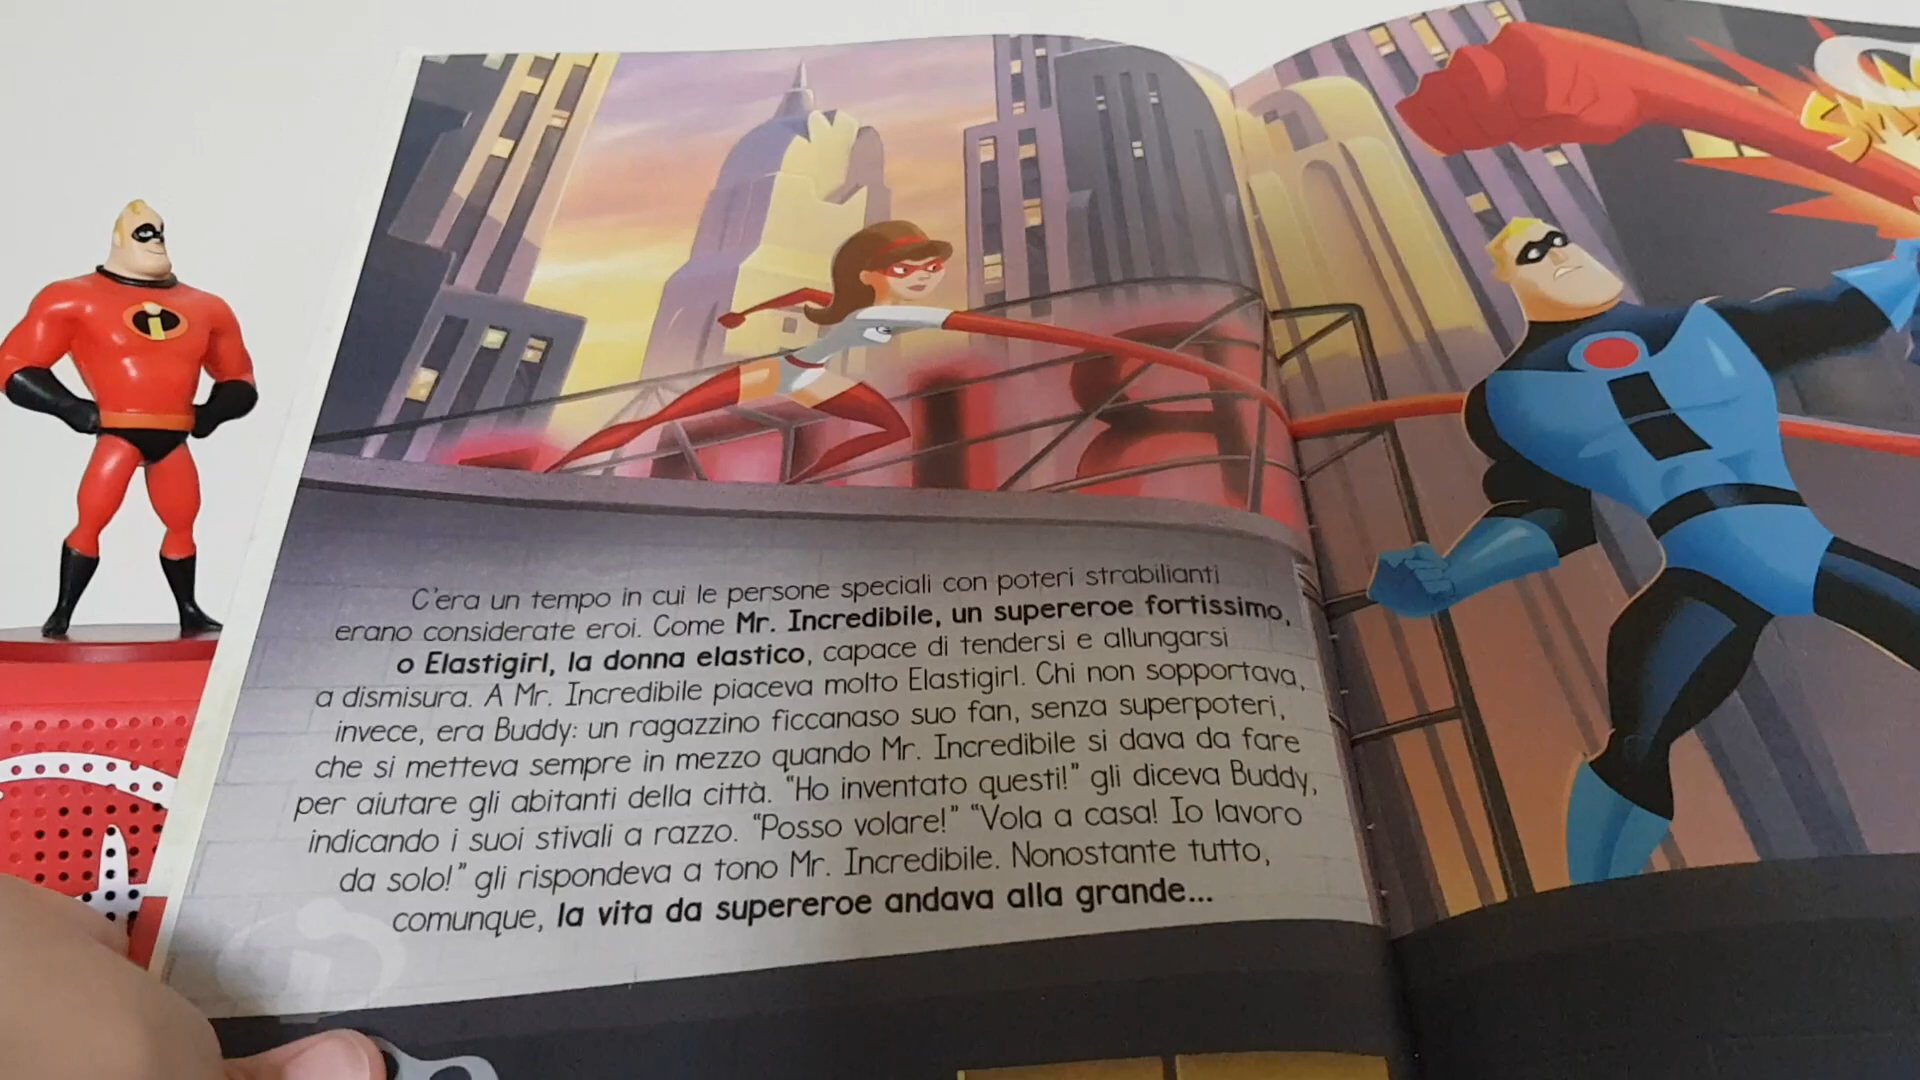 C'era un tempo in cui le persone speciali con poteri strabilianti
erano considerate eroi. Come Mr. Incredibile, un supereroe fortissimo,
o Elastigirl, la donna elastico, capace di tendersi e allungarsi
a dismisura. A Mr. Incredibile piaceva molto Elastigirl. Chi non sopportava,
invece, era Buddy: un ragazzino ficcanaso suo fan, senza superpoteri,
che si metteva sempre in mezzo quando Mr. Incredibile si dava da fare
per aiutare gli abitanti della città. “Ho inventato questi!” gli diceva Buddy,
indicando i suoi stivali a razzo. “Posso volare!” “Vola a casa! Io lavoro
da solo!” gli rispondeva a tono Mr. Incredibile. Nonostante tutto,
comunque, la vita da supereroe andava alla grande...